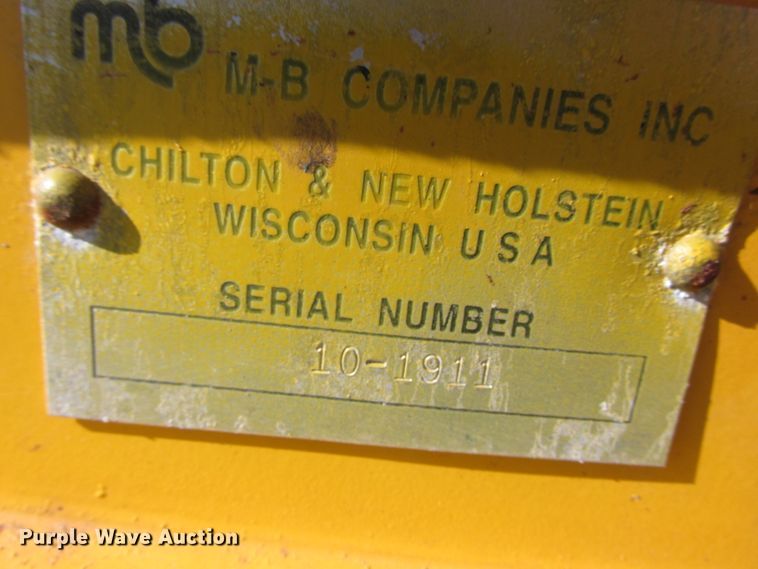 mb
M-B COMPANIES INC
CHILTON & NEW HOLSTEIN
WISCONSIN USA
SERIAL NUMBER
10-1911
Purple Wave Auction